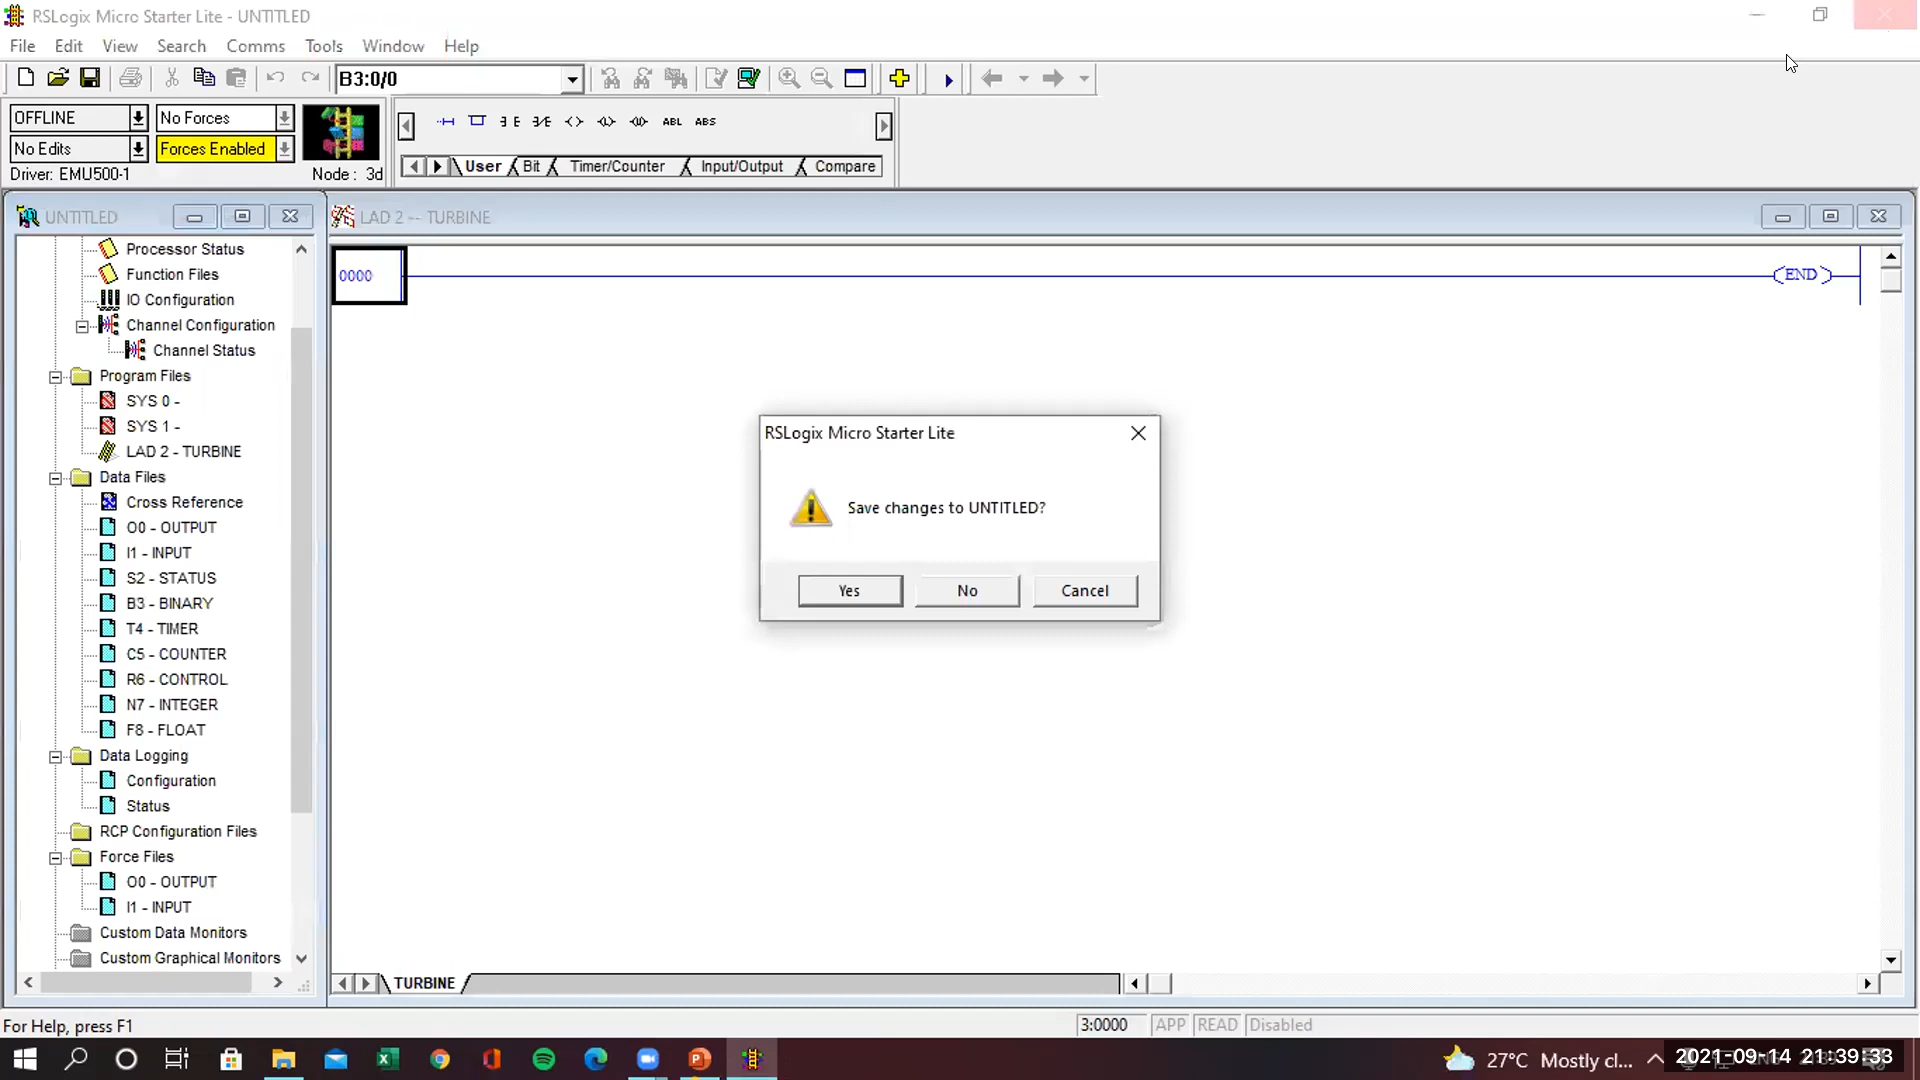 RSLogix Micro Starter Lite - UNTITLED
File Edit View Search Comms Tools Window Help
B3:0/0
OFFLINE No Forces
No Edits Forces Enabled
Driver: EMU500-1 Node : 3d
ABL ABS
User Bit Timer/Counter Input/Output Compare
UNTITLED
Processor Status
Function Files
IO Configuration
Channel Configuration
Channel Status
Program Files
SYS 0 -
SYS 1 -
LAD 2 - TURBINE
Data Files
Cross Reference
O0 - OUTPUT
I1 - INPUT
S2 - STATUS
B3 - BINARY
T4 - TIMER
C5 - COUNTER
R6 - CONTROL
N7 - INTEGER
F8 - FLOAT
Data Logging
Configuration
Status
RCP Configuration Files
Force Files
O0 - OUTPUT
I1 - INPUT
Custom Data Monitors
Custom Graphical Monitors
LAD 2 -- TURBINE
0000 END
RSLogix Micro Starter Lite
Save changes to UNTITLED?
Yes No Cancel
TURBINE
For Help, press F1 3:0000 APP READ Disabled
27°C Mostly cl... 2021-09-14 21:39:33